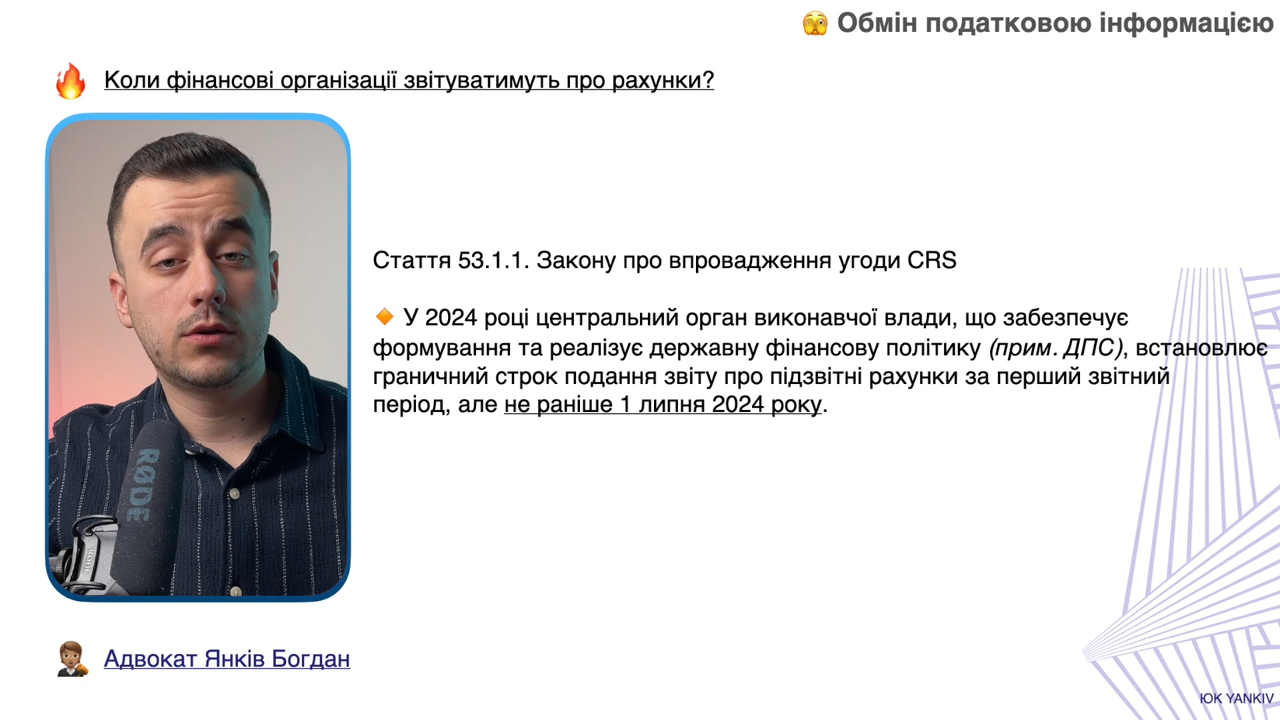 Обмін податковою інформацією
Коли фінансові організації звітуватимуть про рахунки?
Стаття 53.1.1. Закону про впровадження угоди CRS
У 2024 році центральний орган виконавчої влади, що забезпечує
формування та реалізує державну фінансову політику (прим. ДПС), встановлює
граничний строк подання звіту про підзвітні рахунки за перший звітний
період, але не раніше 1 липня 2024 року.
RØDE
Адвокат Янків Богдан
ЮК YANKIV